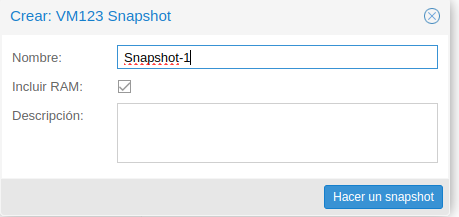 Crear: VM123 Snapshot
Nombre: Snapshot-1
Incluir RAM:
Descripción:
Hacer un snapshot